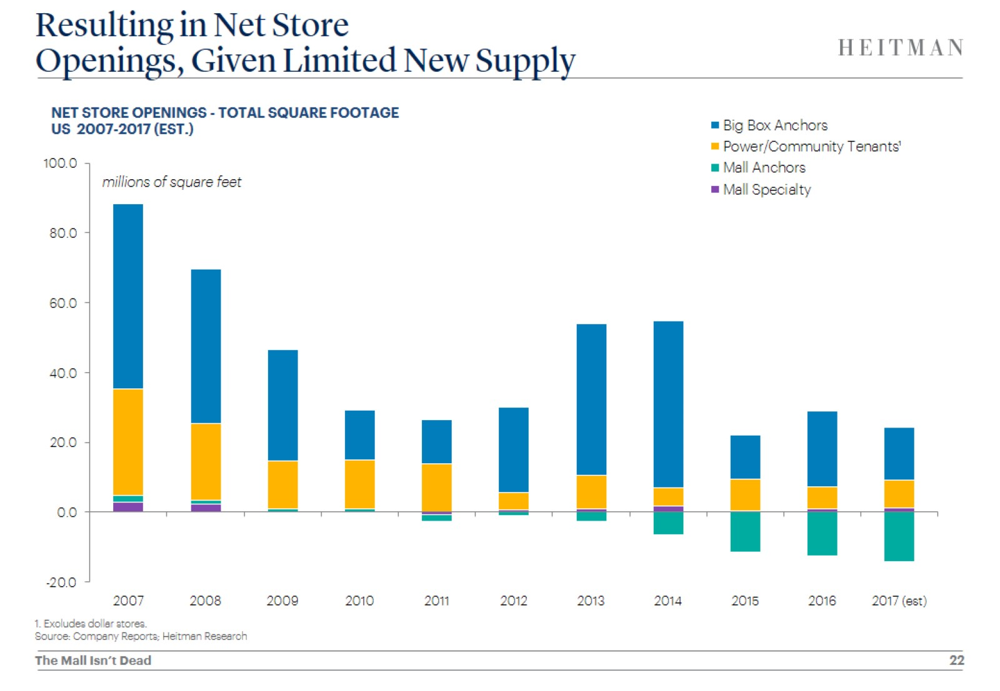 Resulting in Net Store
Openings, Given Limited New Supply
HEITMAN
NET STORE OPENINGS - TOTAL SQUARE FOOTAGE
US 2007-2017 (EST.)
Big Box Anchors
Power/Community Tenants¹
Mall Anchors
Mall Specialty
millions of square feet
100.0
80.0
60.0
40.0
20.0
0.0
-20.0
2007 2008 2009 2010 2011 2012 2013 2014 2015 2016 2017 (est)
1. Excludes dollar stores.
Source: Company Reports; Heitman Research
The Mall Isn't Dead 22